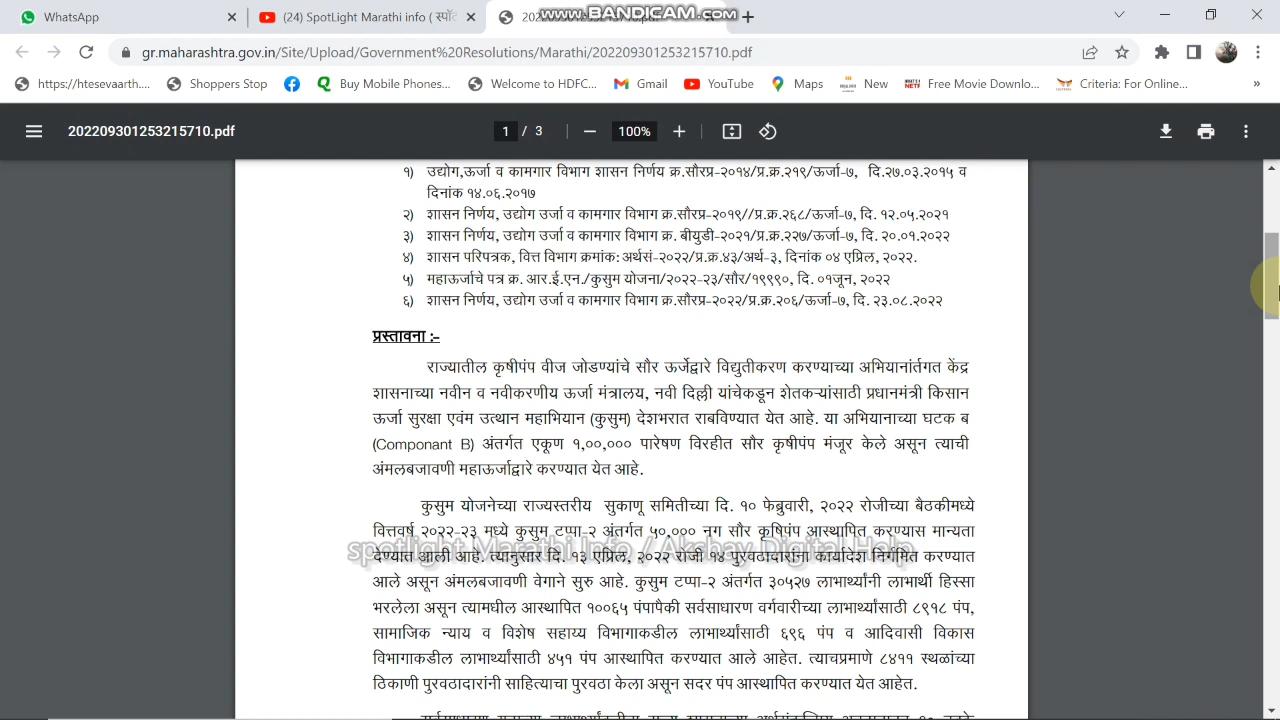 WhatsApp
(24) SpotLight Marathi info ( स्पॉट
WWW.BANDICAM.COM
gr.maharashtra.gov.in/Site/Upload/Government%20Resolutions/Marathi/202209301253215710.pdf
https://htesevaarth.... Shoppers Stop Buy Mobile Phones... Welcome to HDFC... Gmail YouTube Maps New Free Movie Downlo... Criteria: For Online... »
202209301253215710.pdf 1 / 3 100%
१) उद्योग,ऊर्जा व कामगार विभाग शासन निर्णय क्र.सौरप्र-२०१४/प्र.क्र.२१९/ऊर्जा-७, दि.२७.०३.२०१५ व
दिनांक १४.०६.२०१७
२) शासन निर्णय, उद्योग उर्जा व कामगार विभाग क्र.सौरप्र-२०१९//प्र.क्र.२६८/ऊर्जा-७, दि. १२.०५.२०२१
३) शासन निर्णय, उद्योग उर्जा व कामगार विभाग क्र. बीयुडी-२०२१/प्र.क्र.२२७/ऊर्जा-७, दि. २०.०१.२०२२
४) शासन परिपत्रक, वित्त विभाग क्रमांक: अर्थसं-२०२२/प्र.क्र.४३/अर्थ-३, दिनांक ०४ एप्रिल, २०२२.
५) महाऊर्जाचे पत्र क्र. आर.ई.एन./कुसुम योजना/२०२२-२३/सौर/१९९९०, दि. ०१जून, २०२२
६) शासन निर्णय, उद्योग उर्जा व कामगार विभाग क्र.सौरप्र-२०२२/प्र.क्र.२०६/ऊर्जा-७, दि. २३.०८.२०२२
प्रस्तावना :-
राज्यातील कृषीपंप वीज जोडण्यांचे सौर ऊर्जेद्वारे विद्युतीकरण करण्याच्या अभियानांर्तगत केंद्र
शासनाच्या नवीन व नवीकरणीय ऊर्जा मंत्रालय, नवी दिल्ली यांचेकडून शेतकऱ्यांसाठी प्रधानमंत्री किसान
ऊर्जा सुरक्षा एवंम उत्थान महाभियान (कुसुम) देशभरात राबविण्यात येत आहे. या अभियानाच्या घटक ब
(Componant B) अंतर्गत एकूण १,००,००० पारेषण विरहीत सौर कृषीपंप मंजूर केले असून त्याची
अंमलबजावणी महाऊर्जाद्वारे करण्यात येत आहे.
कुसुम योजनेच्या राज्यस्तरीय सुकाणू समितीच्या दि. १० फेब्रुवारी, २०२२ रोजीच्या बैठकीमध्ये
वित्तवर्ष २०२२-२३ मध्ये कुसुम टप्पा-२ अंतर्गत ५०,००० नग सौर कृषिपंप आस्थापित करण्यास मान्यता
देण्यात आली आहे. त्यानुसार दि. १३ एप्रिल, २०२२ रोजी १४ पुरवठादारांना कार्यादेश निर्गमित करण्यात
spotlight Marathi Info / Akshay Digital Help
आले असून अंमलबजावणी वेगाने सुरु आहे. कुसुम टप्पा-२ अंतर्गत ३०५२७ लाभार्थ्यांनी लाभार्थी हिस्सा
भरलेला असून त्यामधील आस्थापित १००६५ पंपापैकी सर्वसाधारण वर्गवारीच्या लाभार्थ्यांसाठी ८९१८ पंप,
सामाजिक न्याय व विशेष सहाय्य विभागाकडील लाभार्थ्यांसाठी ६९६ पंप व आदिवासी विकास
विभागाकडील लाभार्थ्यांसाठी ४५१ पंप आस्थापित करण्यात आले आहेत. त्याचप्रमाणे ८४११ स्थळांच्या
ठिकाणी पुरवठादारांनी साहित्याचा पुरवठा केला असून सदर पंप आस्थापित करण्यात येत आहेत.